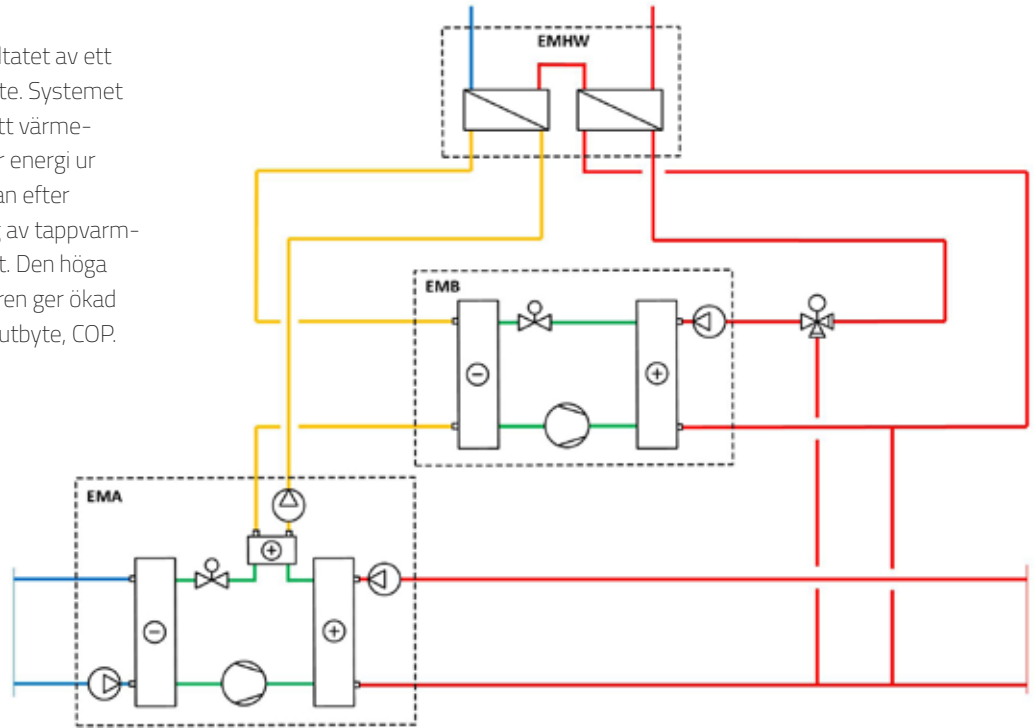 ltatet av ett
te. Systemet
tt värme-
r energi ur
an efter
g av tappvarm-
t. Den höga
ren ger ökad
utbyte, COP.
EMHW
EMB
EMA